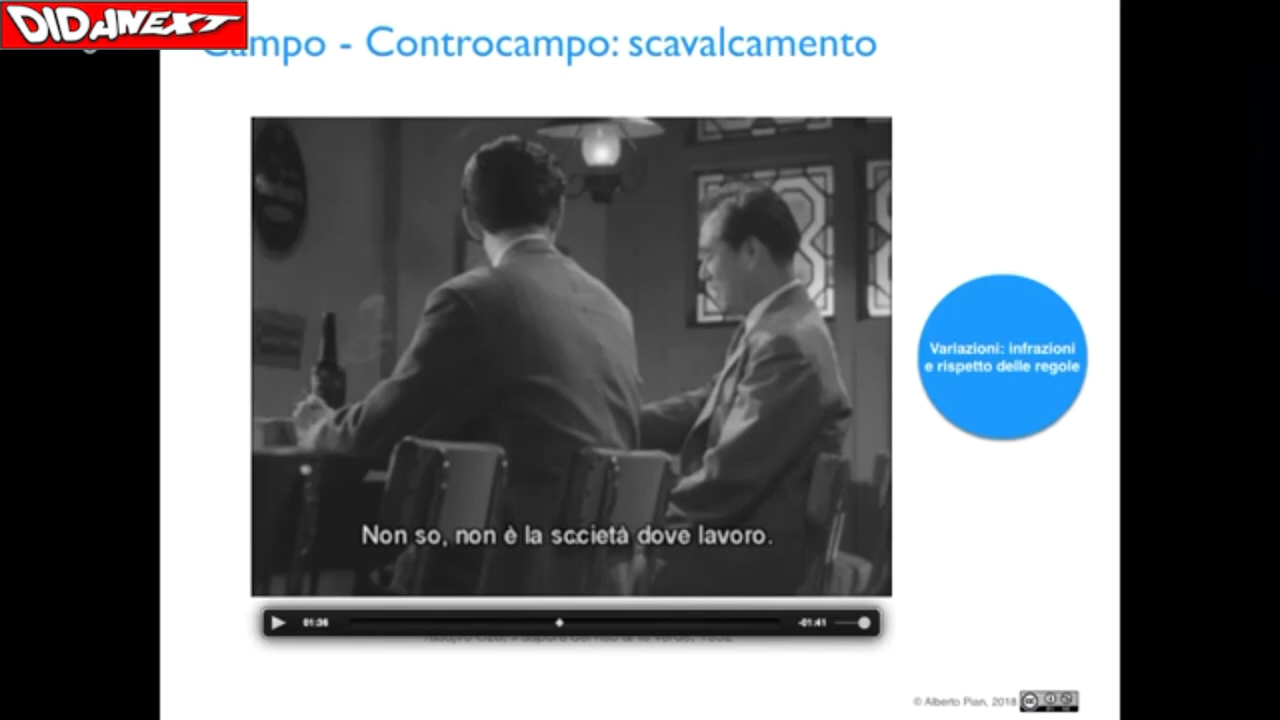 DIDANEXT
Campo - Controcampo: scavalcamento
Variazioni: infrazioni
e rispetto delle regole
Non so, non è la società dove lavoro.
01:36
-01:41
© Alberto Pian, 2018